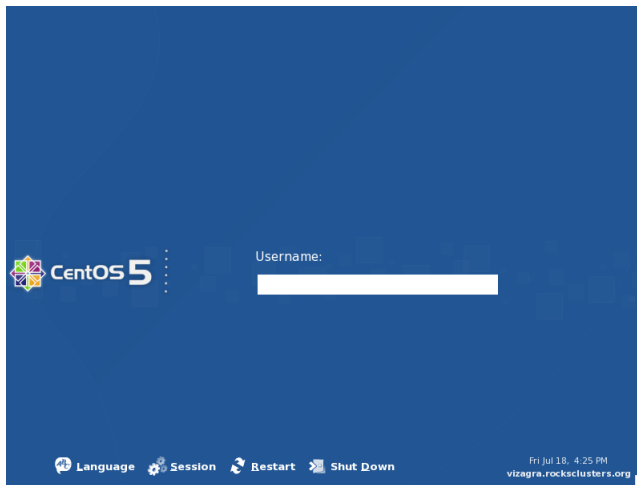 CentOS 5
Username:
Language Session Restart Shut Down
Fri Jul 18, 4:25 PM
vizagra.rocksclusters.org